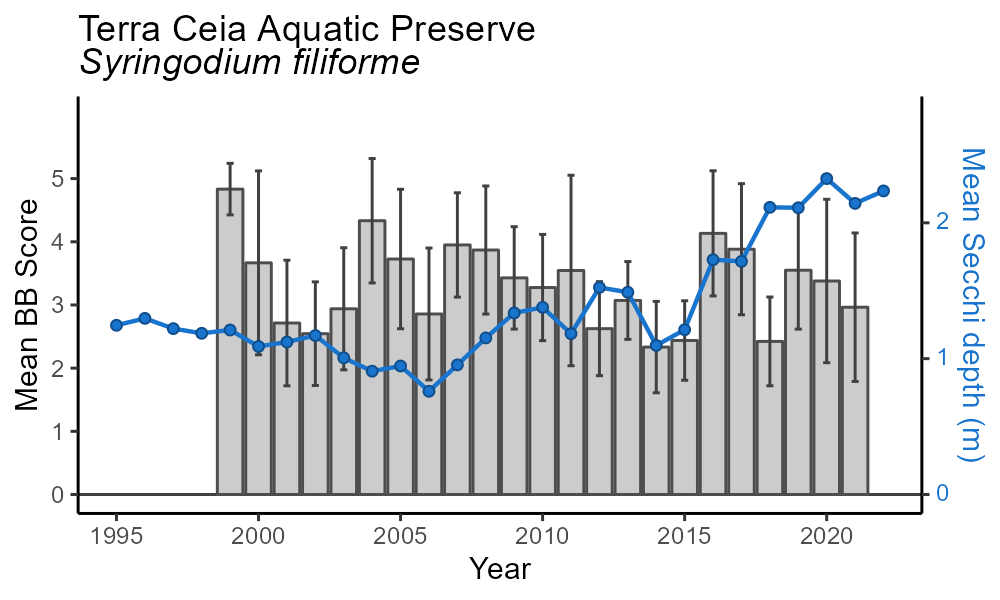 Terra Ceia Aquatic Preserve
Syringodium filiforme
Mean BB Score
5
4
3
2
1
0
Mean Secchi depth (m)
2
1
0
1995 2000 2005 2010 2015 2020
Year